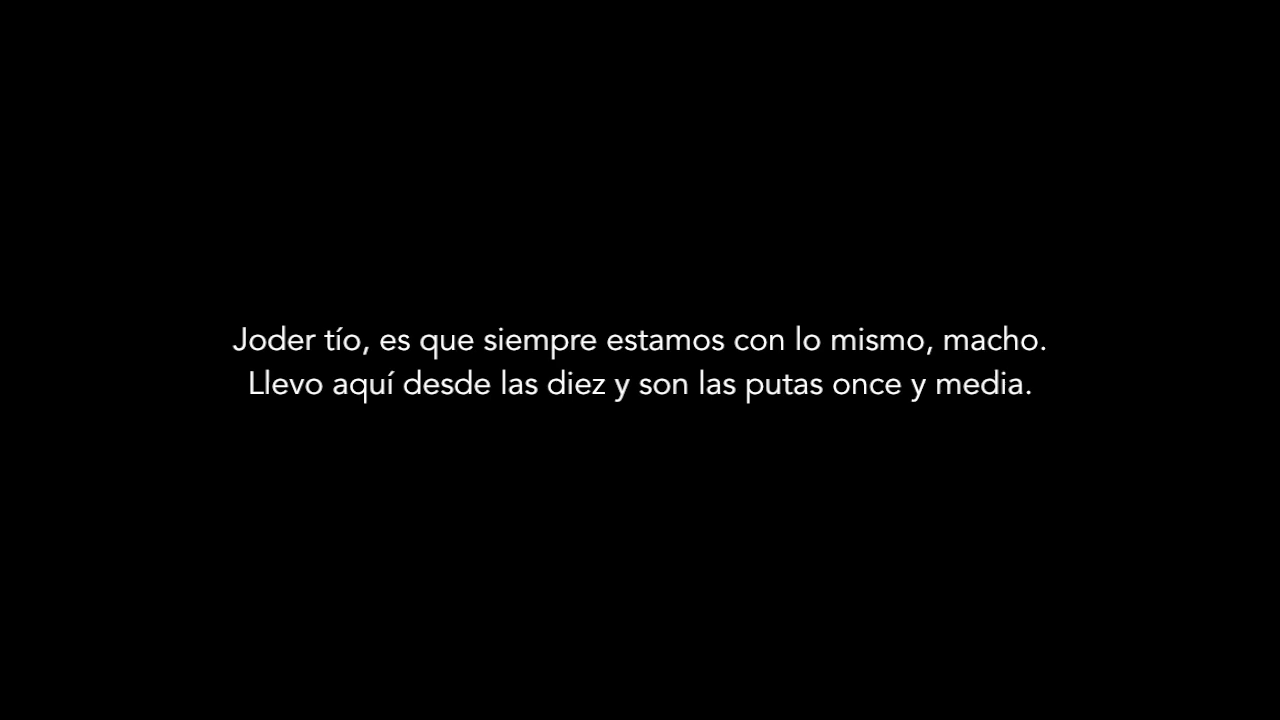 Joder tío, es que siempre estamos con lo mismo, macho.
Llevo aquí desde las diez y son las putas once y media.